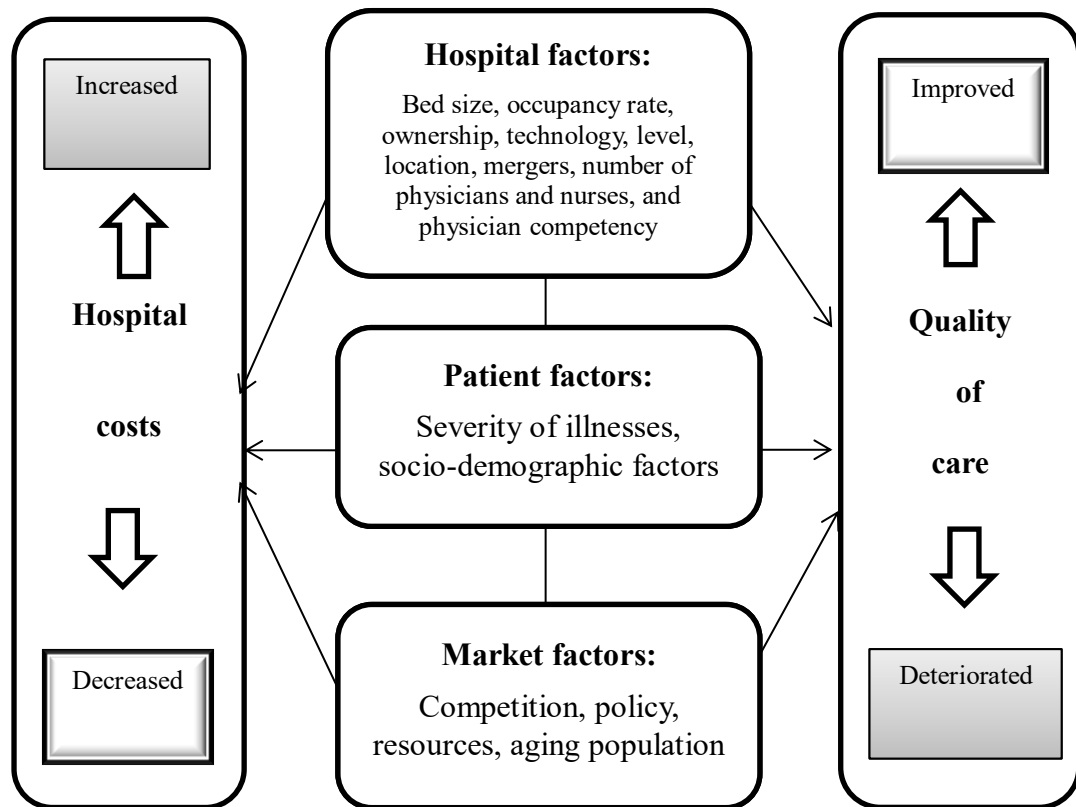 Increased
Hospital
costs
Decreased
Hospital factors:
Bed size, occupancy rate,
ownership, technology, level,
location, mergers, number of
physicians and nurses, and
physician competency
Patient factors:
Severity of illnesses,
socio-demographic factors
Market factors:
Competition, policy,
resources, aging population
Improved
Quality
of
care
Deteriorated